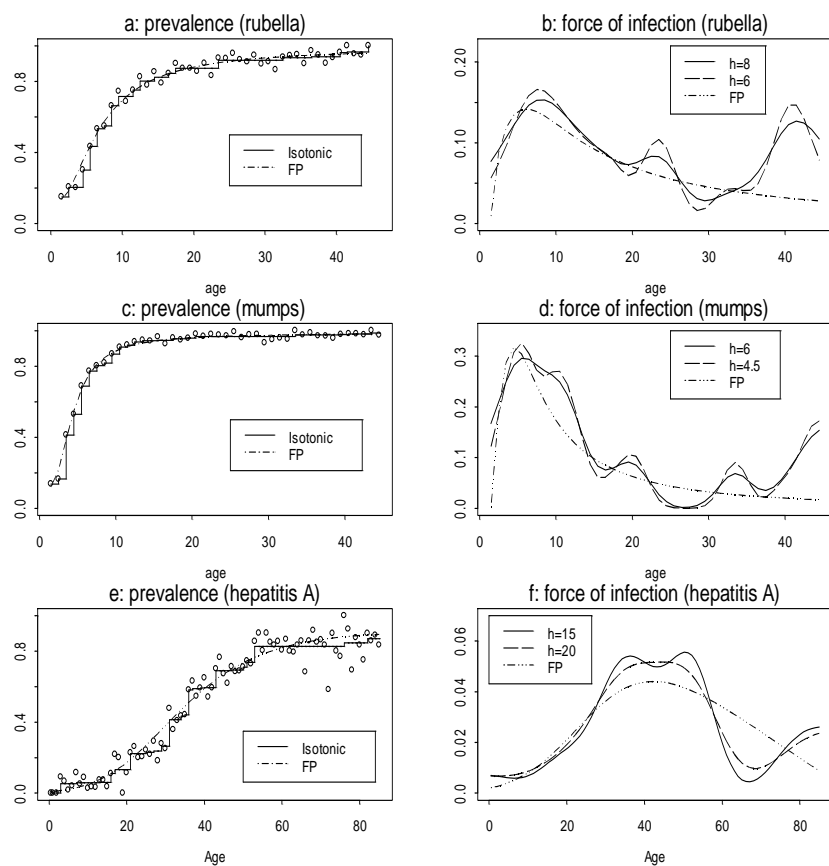 a: prevalence (rubella)
0.0 0.4 0.8
Isotonic
FP
0 10 20 30 40
age
b: force of infection (rubella)
0.0 0.10 0.20
h=8
h=6
FP
0 10 20 30 40
age
c: prevalence (mumps)
0.0 0.4 0.8
Isotonic
FP
0 10 20 30 40
age
d: force of infection (mumps)
0.0 0.1 0.2 0.3
h=6
h=4.5
FP
0 10 20 30 40
age
e: prevalence (hepatitis A)
0.0 0.4 0.8
Isotonic
FP
0 20 40 60 80
Age
f: force of infection (hepatitis A)
0.0 0.02 0.04 0.06
h=15
h=20
FP
0 20 40 60 80
Age